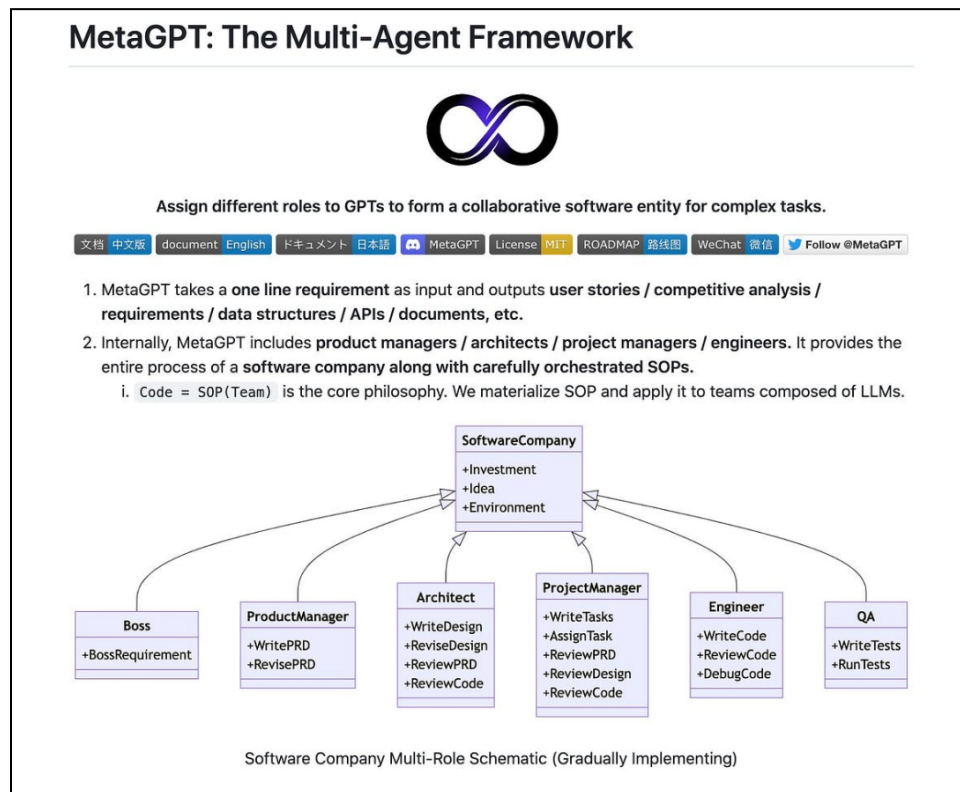 MetaGPT: The Multi-Agent Framework
Assign different roles to GPTs to form a collaborative software entity for complex tasks.
文档 中文版 document English ドキュメント 日本語 MetaGPT License MIT ROADMAP 路线图 WeChat 微信 Follow @MetaGPT
1. MetaGPT takes a one line requirement as input and outputs user stories / competitive analysis /
requirements / data structures / APIs / documents, etc.
2. Internally, MetaGPT includes product managers / architects / project managers / engineers. It provides the
entire process of a software company along with carefully orchestrated SOPs.
i. Code = SOP(Team) is the core philosophy. We materialize SOP and apply it to teams composed of LLMs.
SoftwareCompany
+Investment
+Idea
+Environment
Boss
+BossRequirement
ProductManager
+WritePRD
+RevisePRD
Architect
+WriteDesign
+ReviseDesign
+ReviewPRD
+ReviewCode
ProjectManager
+WriteTasks
+AssignTask
+ReviewPRD
+ReviewDesign
+ReviewCode
Engineer
+WriteCode
+ReviewCode
+DebugCode
QA
+WriteTests
+RunTests
Software Company Multi-Role Schematic (Gradually Implementing)